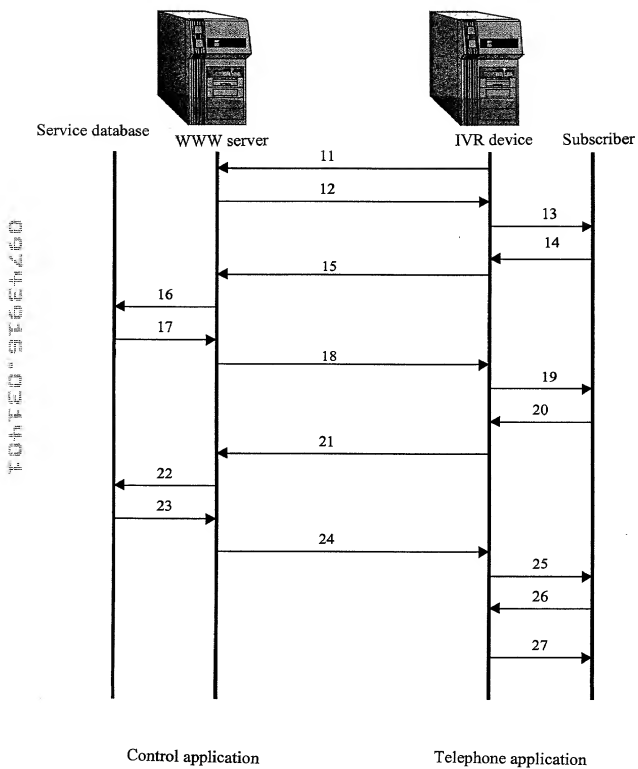 Service database
WWW server
IVR device
Subscriber
11
12
13
14
15
16
17
18
19
20
21
22
23
24
25
26
27
Control application
Telephone application